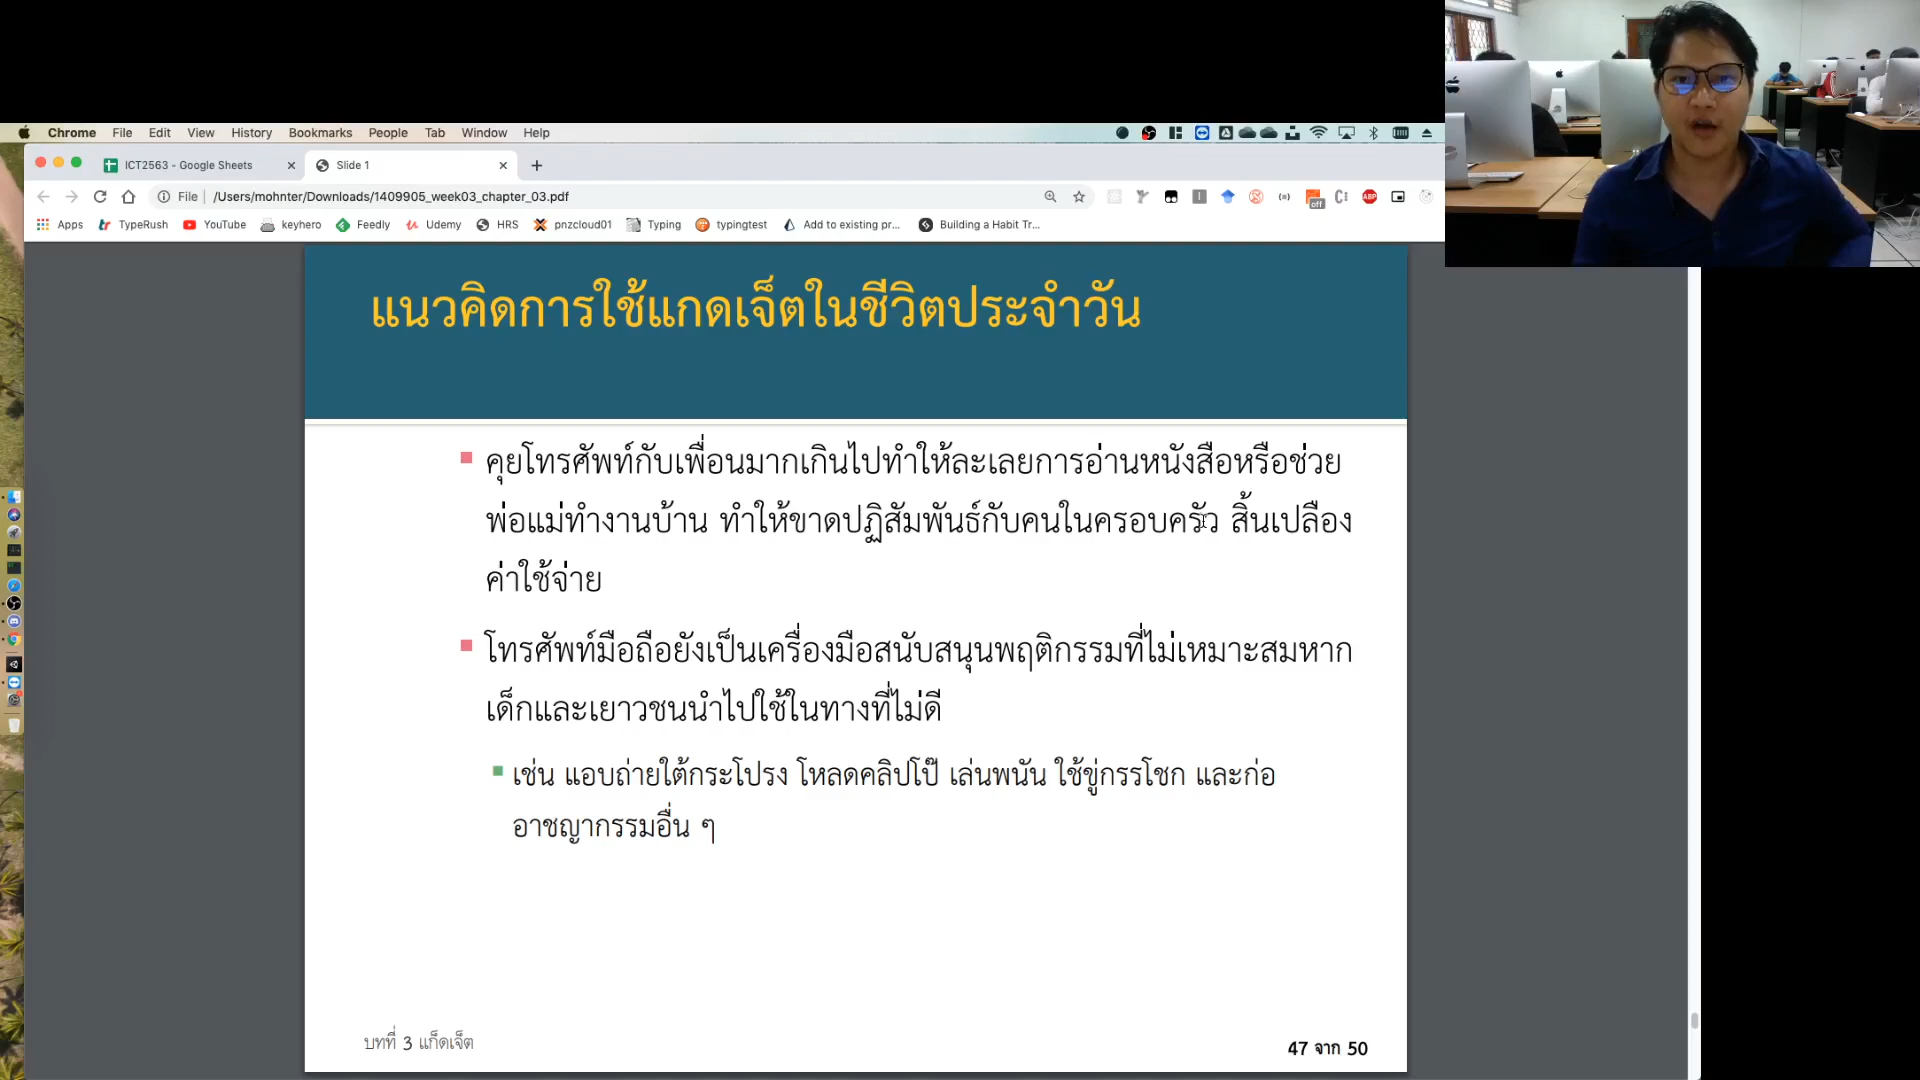 Chrome File Edit View History Bookmarks People Tab Window Help
ICT2563 - Google Sheets
Slide 1
File /Users/mohnter/Downloads/1409905_week03_chapter_03.pdf
off
ABP
Apps TypeRush YouTube keyhero Feedly Udemy HRS pnzcloud01 Typing typingtest Add to existing pr... Building a Habit Tr...
แนวคิดการใช้แกดเจ็ตในชีวิตประจำวัน
คุยโทรศัพท์กับเพื่อนมากเกินไปทำให้ละเลยการอ่านหนังสือหรือช่วย
พ่อแม่ทำงานบ้าน ทำให้ขาดปฏิสัมพันธ์กับคนในครอบครัว สิ้นเปลือง
ค่าใช้จ่าย
โทรศัพท์มือถือยังเป็นเครื่องมือสนับสนุนพฤติกรรมที่ไม่เหมาะสมหาก
เด็กและเยาวชนนำไปใช้ในทางที่ไม่ดี
เช่น แอบถ่ายใต้กระโปรง โหลดคลิปโป๊ เล่นพนัน ใช้ขู่กรรโชก และก่อ
อาชญากรรมอื่น ๆ
บทที่ 3 แก็ดเจ็ต
47 จาก 50